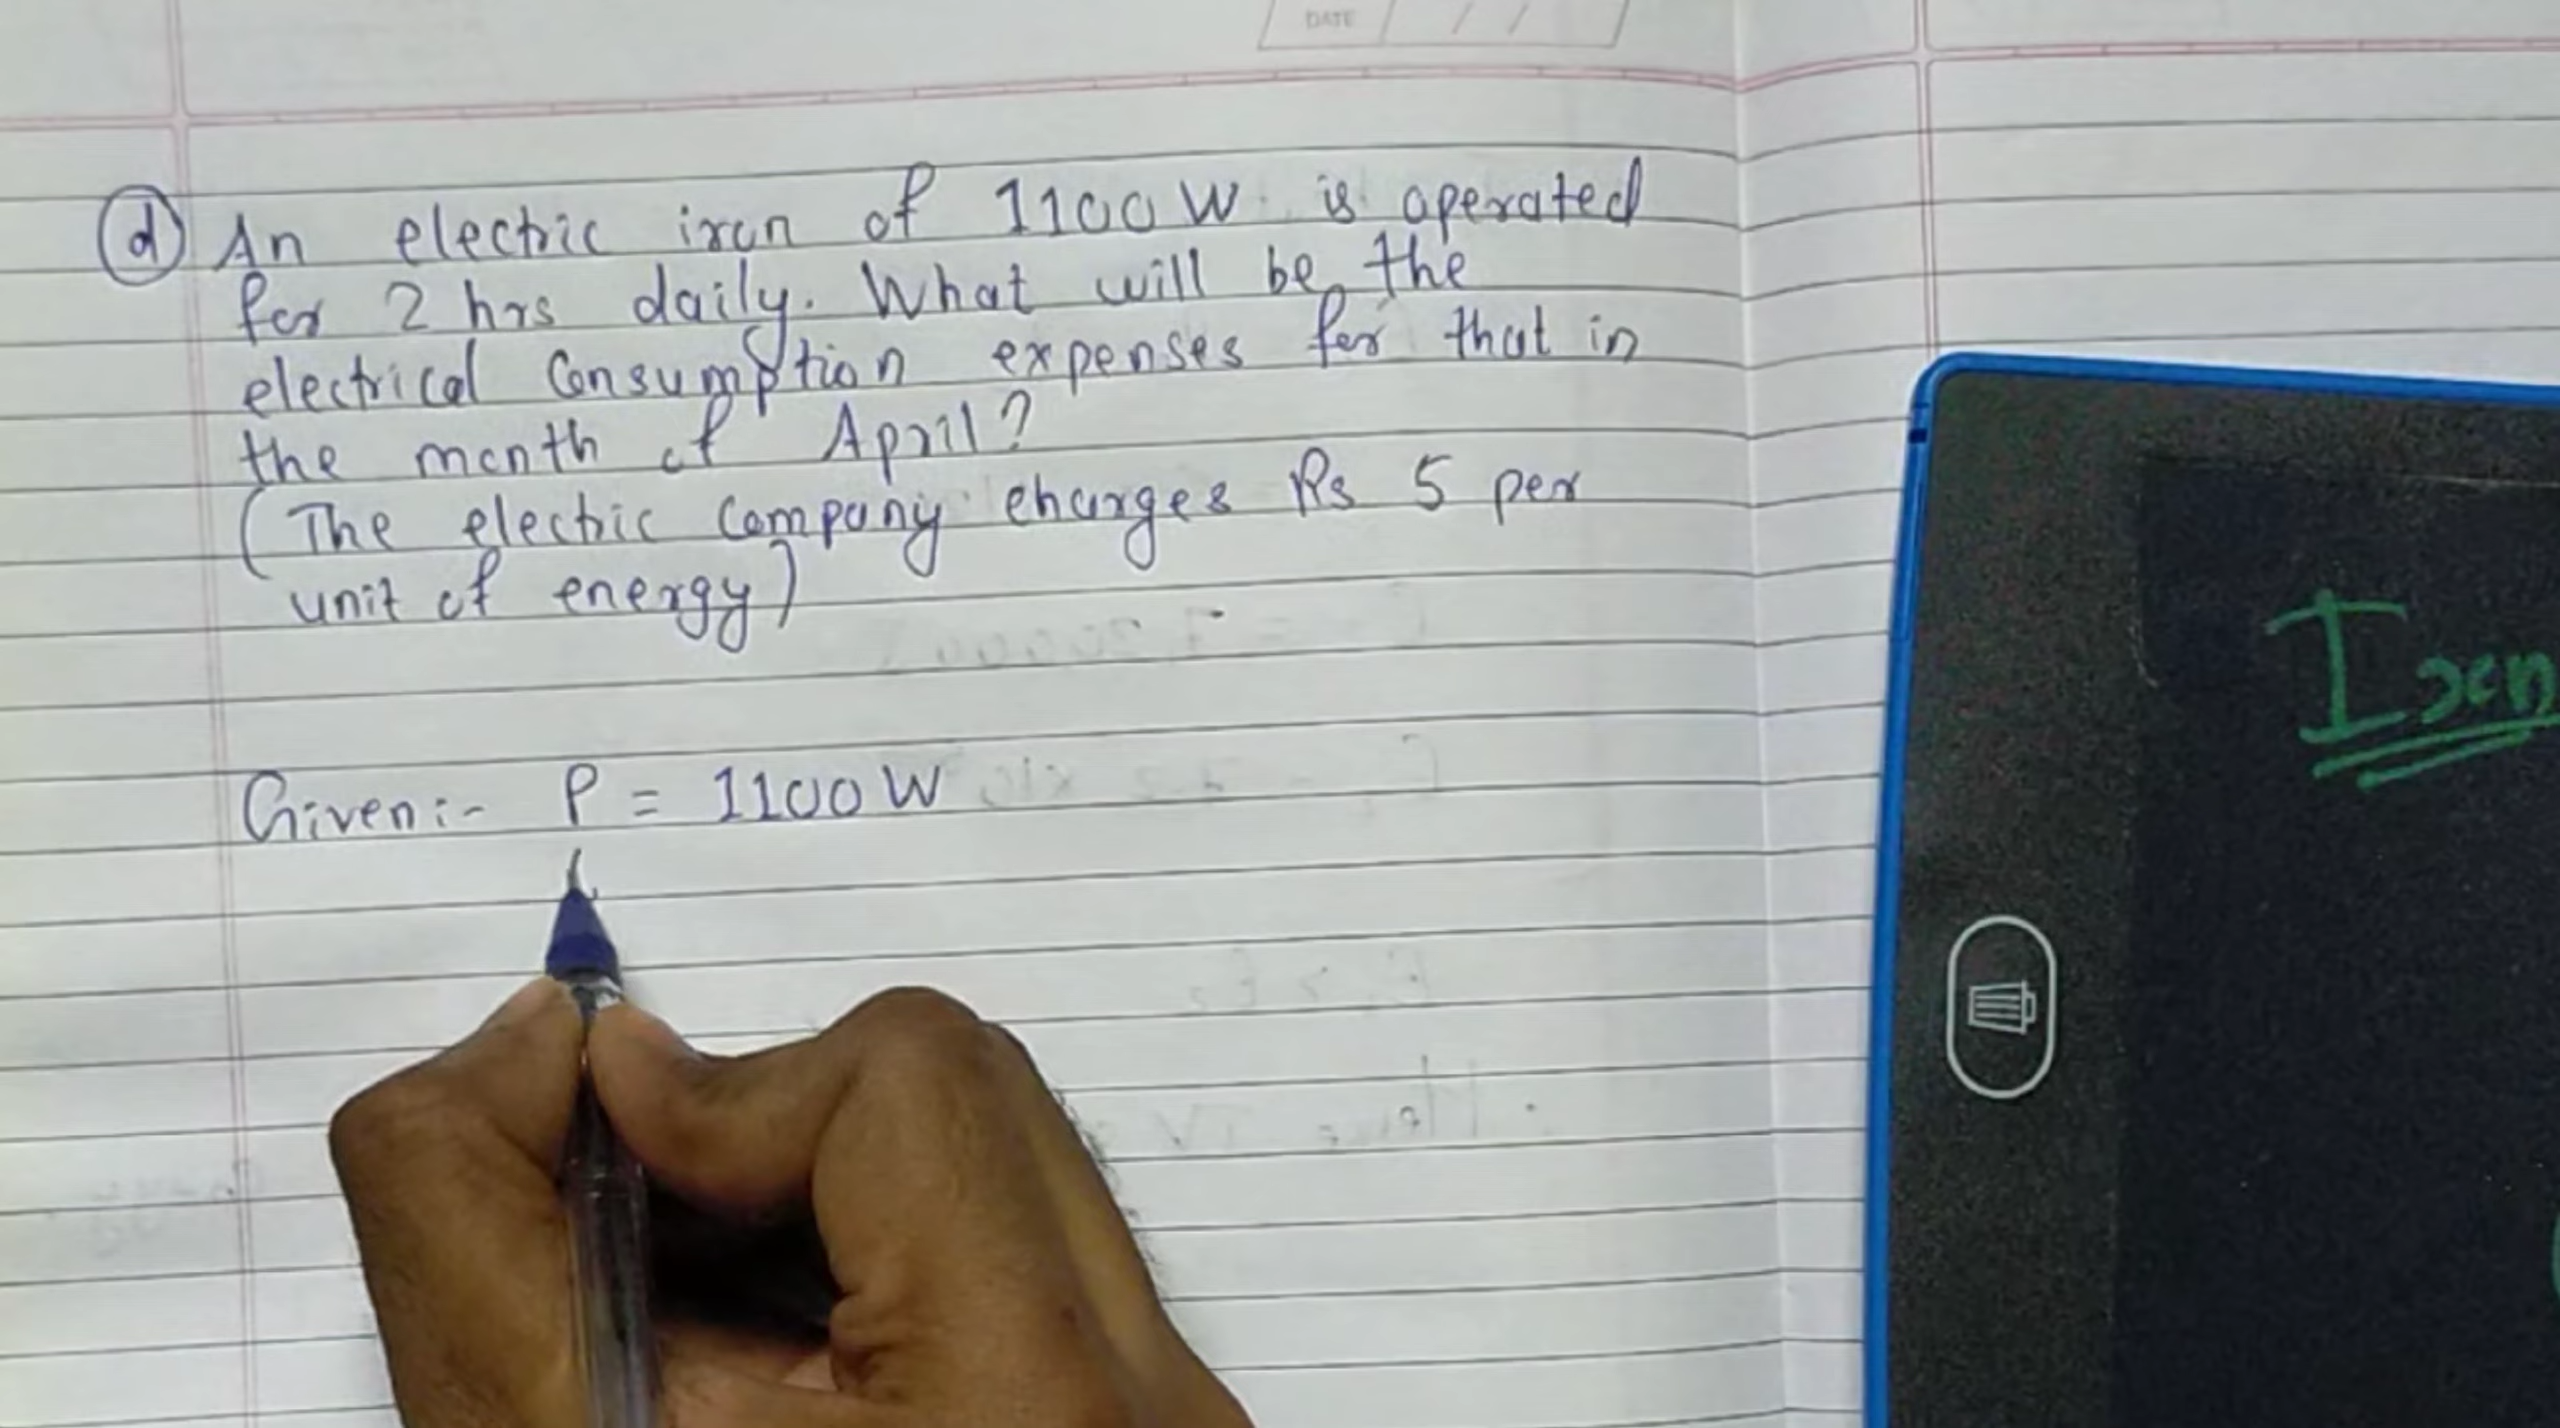 DATE / /
d An electric iron of 1100 W is operated
for 2 hrs daily. What will be the
electrical Consumption expenses for that in
the month of April?
(The electric Company charges Rs 5 per
unit of energy)
Given:- P = 1100 W
Iron